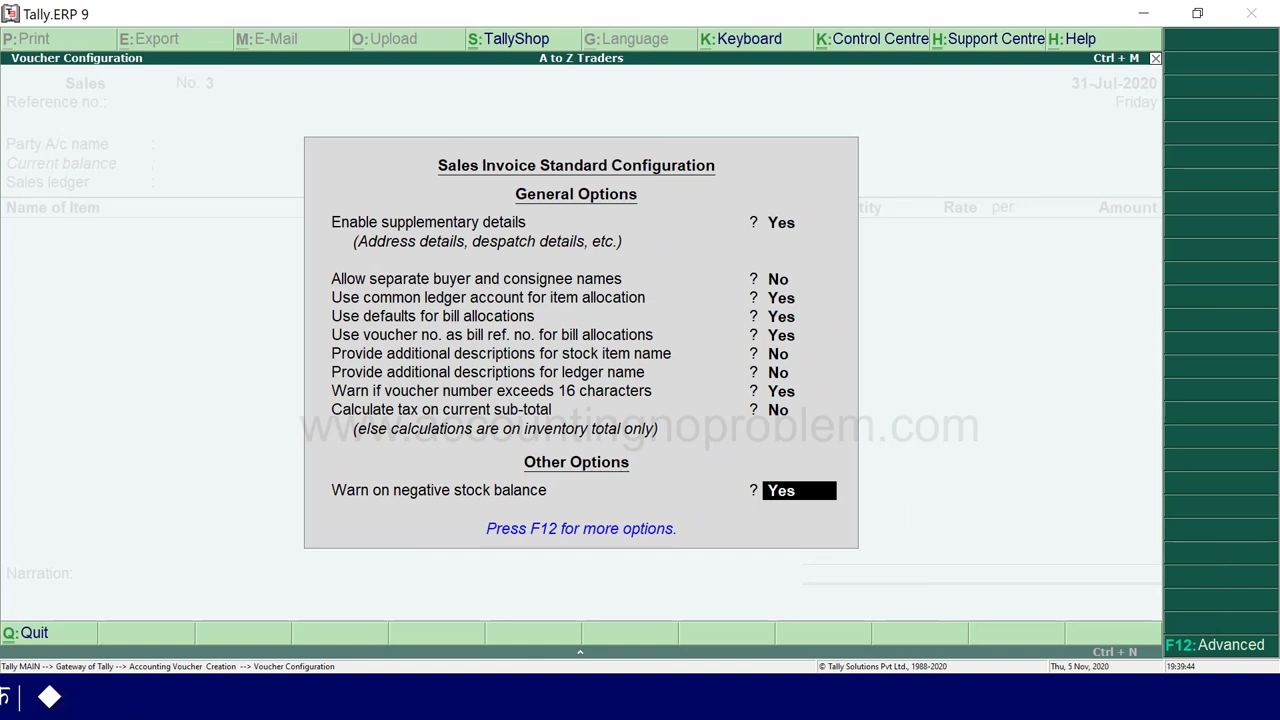 Tally.ERP 9
P: Print E: Export M: E-Mail O: Upload S: TallyShop G: Language K: Keyboard K: Control Centre H: Support Centre H: Help
Voucher Configuration A to Z Traders Ctrl + M
Sales No. 3 31-Jul-2020
Reference no.: Friday
Party A/c name :
Current balance :
Sales ledger :
Name of Item tity Rate per Amount
Sales Invoice Standard Configuration
General Options
Enable supplementary details ? Yes
(Address details, despatch details, etc.)
Allow separate buyer and consignee names ? No
Use common ledger account for item allocation ? Yes
Use defaults for bill allocations ? Yes
Use voucher no. as bill ref. no. for bill allocations ? Yes
Provide additional descriptions for stock item name ? No
Provide additional descriptions for ledger name ? No
Warn if voucher number exceeds 16 characters ? Yes
Calculate tax on current sub-total ? No
www.accountingnoproblem.com
(else calculations are on inventory total only)
Other Options
Warn on negative stock balance ? Yes
Press F12 for more options.
Narration:
Q: Quit
F12: Advanced
Ctrl + N
Tally MAIN --> Gateway of Tally --> Accounting Voucher Creation --> Voucher Configuration © Tally Solutions Pvt Ltd., 1988-2020 Thu, 5 Nov, 2020 19:39:44